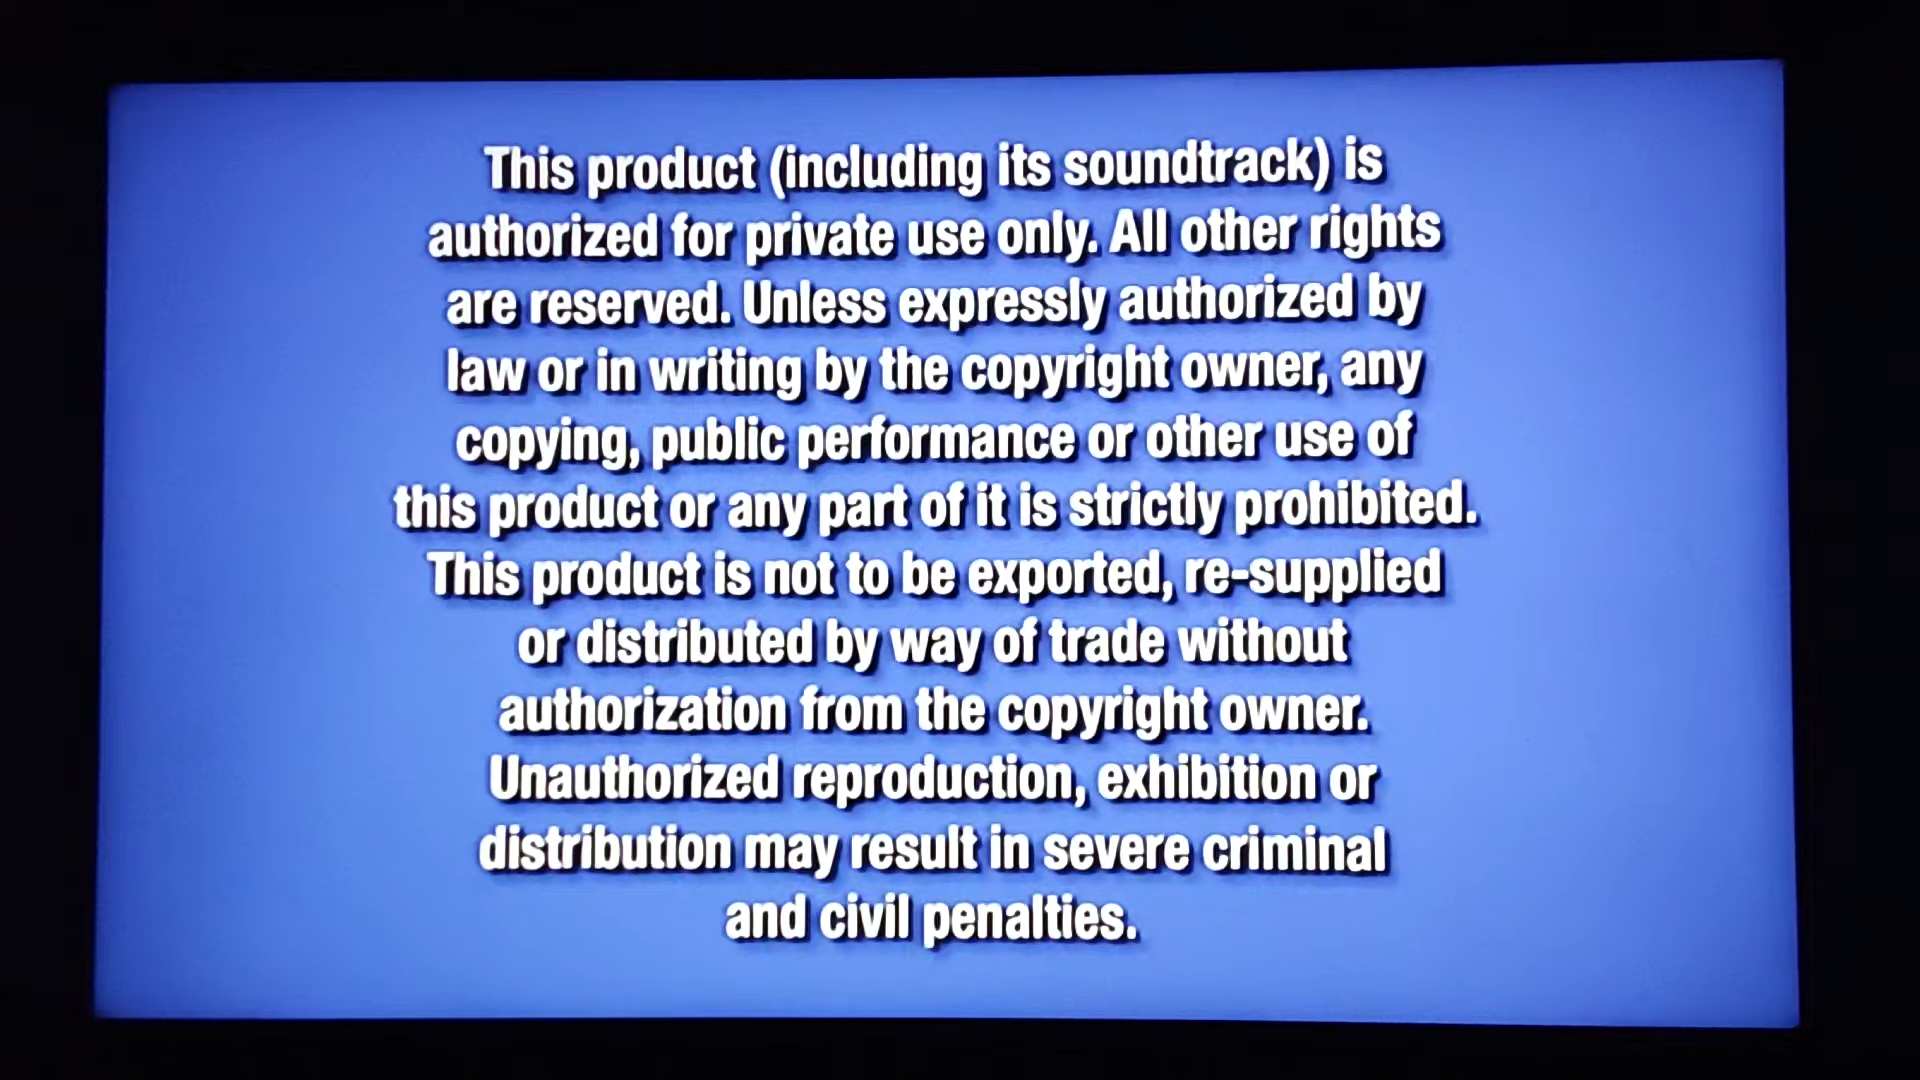 This product (including its soundtrack) is
authorized for private use only. All other rights
are reserved. Unless expressly authorized by
law or in writing by the copyright owner, any
copying, public performance or other use of
this product or any part of it is strictly prohibited.
This product is not to be exported, re-supplied
or distributed by way of trade without
authorization from the copyright owner.
Unauthorized reproduction, exhibition or
distribution may result in severe criminal
and civil penalties.